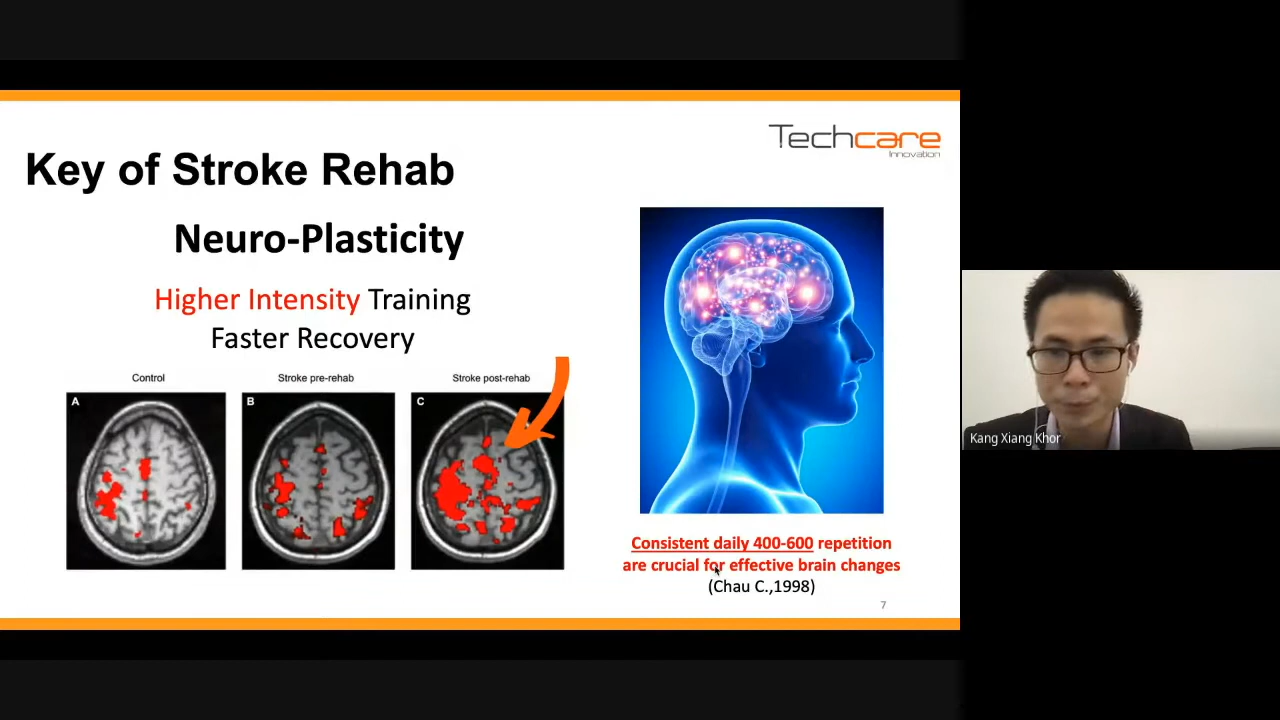 Techcare
Innovation
Key of Stroke Rehab
Neuro-Plasticity
Higher Intensity Training
Faster Recovery
Control
Stroke pre-rehab
Stroke post-rehab
A
B
C
Consistent daily 400-600 repetition
are crucial for effective brain changes
(Chau C.,1998)
7
Kang Xiang Khor